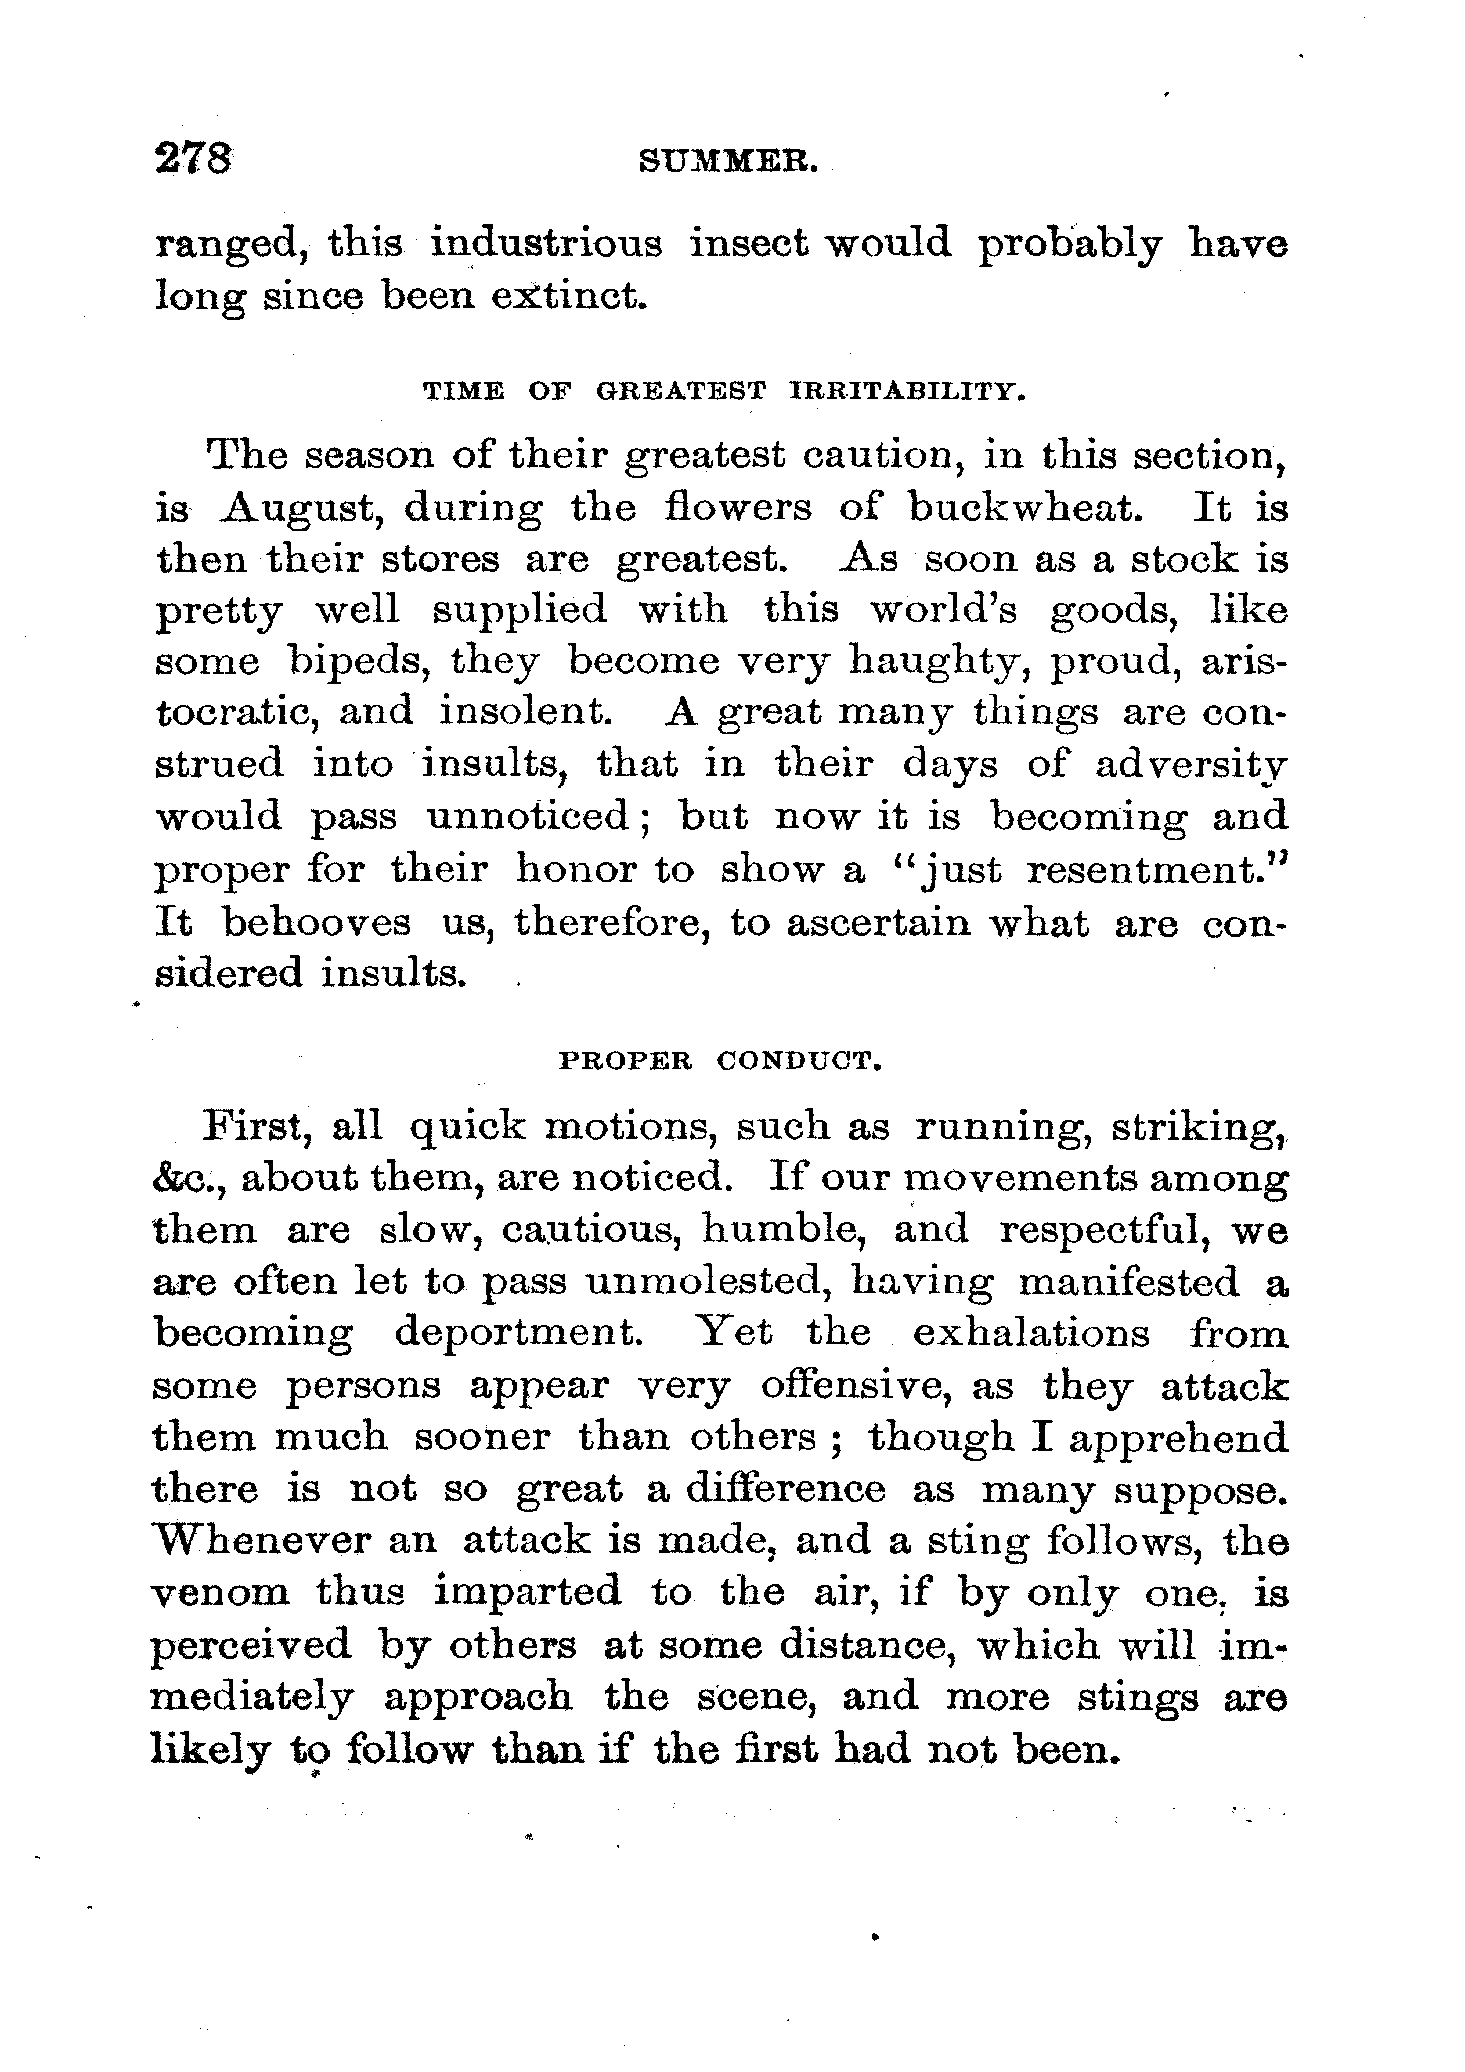 278 SUMMER.
ranged, this industrious insect would probably have
long since been extinct.
TIME OF GREATEST IRRITABILITY.
The season of their greatest caution, in this section,
is August, during the flowers of buckwheat. It is
then their stores are greatest. As soon as a stock is
pretty well supplied with this world's goods, like
some bipeds, they become very haughty, proud, aris-
tocratic, and insolent. A great many things are con-
strued into insults, that in their days of adversity
would pass unnoticed; but now it is becoming and
proper for their honor to show a "just resentment."
It behooves us, therefore, to ascertain what are con-
sidered insults.
PROPER CONDUCT.
First, all quick motions, such as running, striking,
&c., about them, are noticed. If our movements among
them are slow, cautious, humble, and respectful, we
are often let to pass unmolested, having manifested a
becoming deportment. Yet the exhalations from
some persons appear very offensive, as they attack
them much sooner than others; though I apprehend
there is not so great a difference as many suppose.
Whenever an attack is made, and a sting follows, the
venom thus imparted to the air, if by only one, is
perceived by others at some distance, which will im-
mediately approach the scene, and more stings are
likely to follow than if the first had not been.